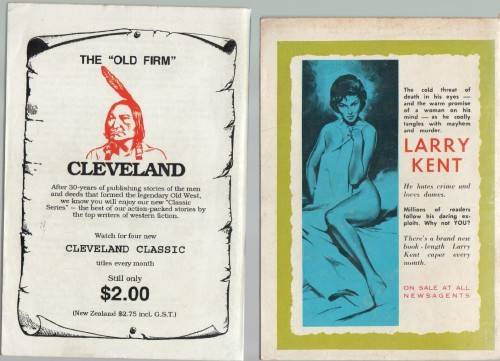 THE "OLD FIRM"
CLEVELAND
After 30-years of publishing stories of the men
and deeds that formed the legendary Old West,
we know you will enjoy our new "Classic
Series" — the best of our action-packed stories by
the top writers of western fiction.
Watch for four new
CLEVELAND CLASSIC
titles every month
Still only
$2.00
(New Zealand $2.75 incl. G.S.T.)
The cold threat of
death in his eyes —
and the warm promise
of a woman on his
mind — as he coolly
tangles with mayhem
and murder.
LARRY
KENT
He hates crime and
loves dames.
Millions of readers
follow his daring ex-
ploits. Why not YOU?
There's a brand new
book-length Larry
Kent caper every
month.
ON SALE AT ALL
NEWSAGENTS